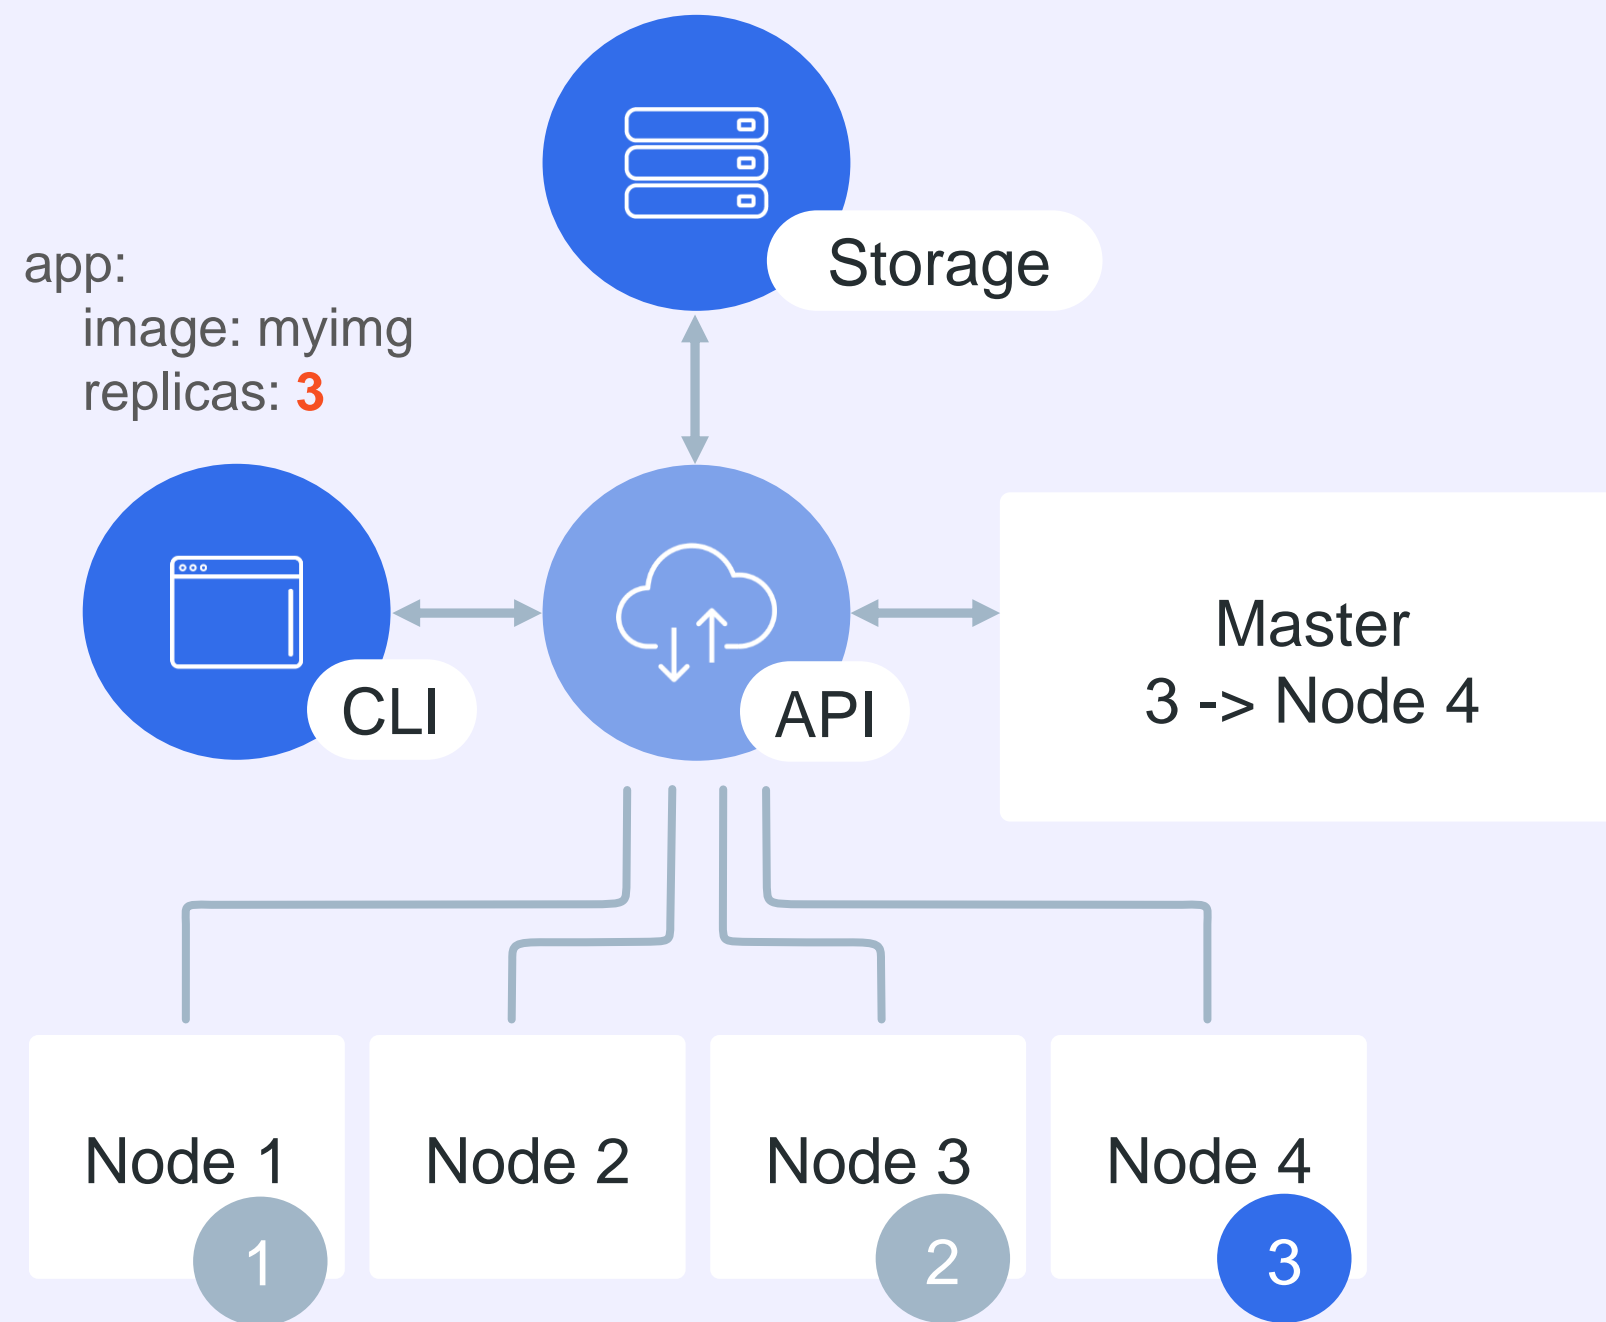 Storage
app:
image: myimg
replicas: 3
CLI
API
Master
3 -> Node 4
Node 1
1
Node 2
Node 3
2
Node 4
3